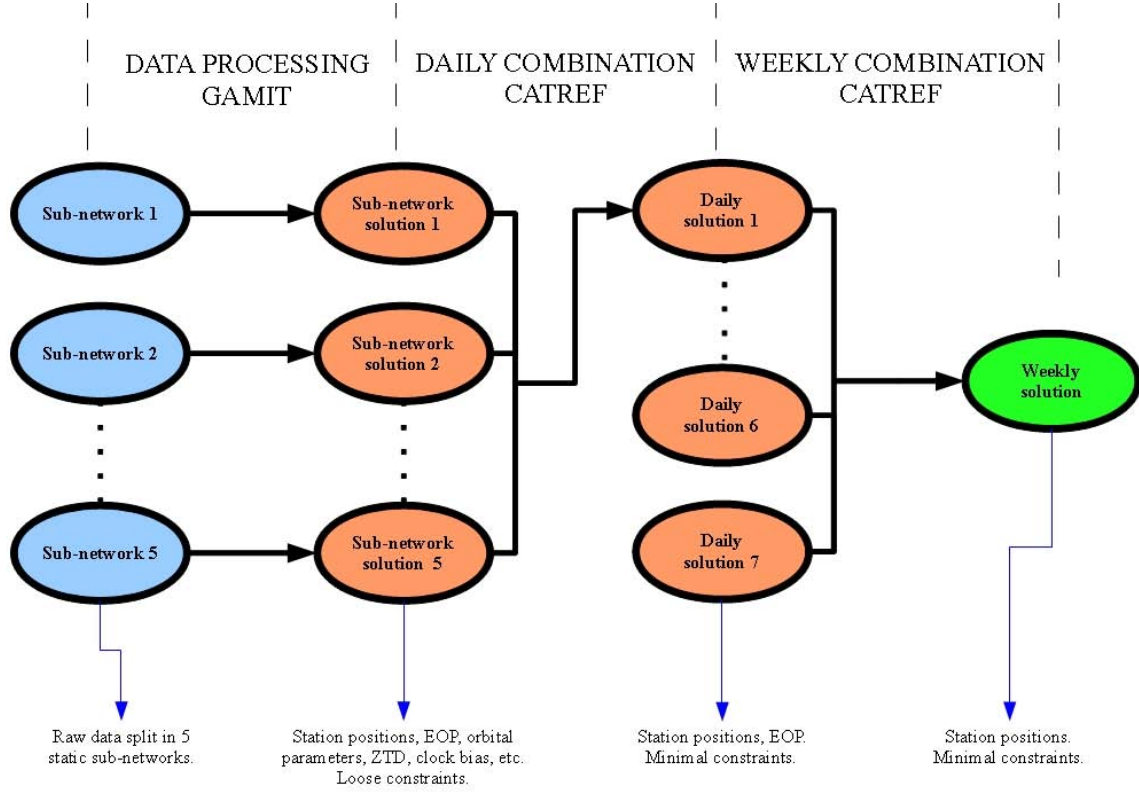 DATA PROCESSING
GAMIT
DAILY COMBINATION
CATREF
WEEKLY COMBINATION
CATREF
Sub-network 1
Sub-network
solution 1
Daily
solution 1
Sub-network 2
Sub-network
solution 2
Daily
solution 6
Weekly
solution
Sub-network 5
Sub-network
solution 5
Daily
solution 7
Raw data split in 5
static sub-networks.
Station positions, EOP, orbital
parameters, ZTD, clock bias, etc.
Loose constraints.
Station positions, EOP.
Minimal constraints.
Station positions.
Minimal constraints.